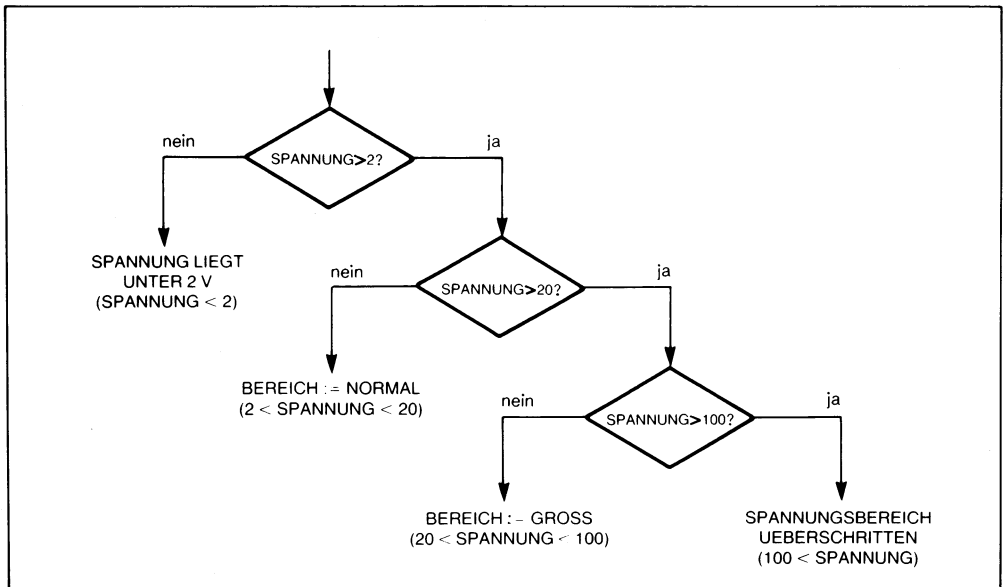 nein
ja
SPANNUNG>2?
SPANNUNG LIEGT
UNTER 2 V
(SPANNUNG < 2)
nein
ja
SPANNUNG>20?
BEREICH := NORMAL
(2 < SPANNUNG < 20)
nein
ja
SPANNUNG>100?
BEREICH :– GROSS
(20 < SPANNUNG < 100)
SPANNUNGSBEREICH
UEBERSCHRITTEN
(100 < SPANNUNG)